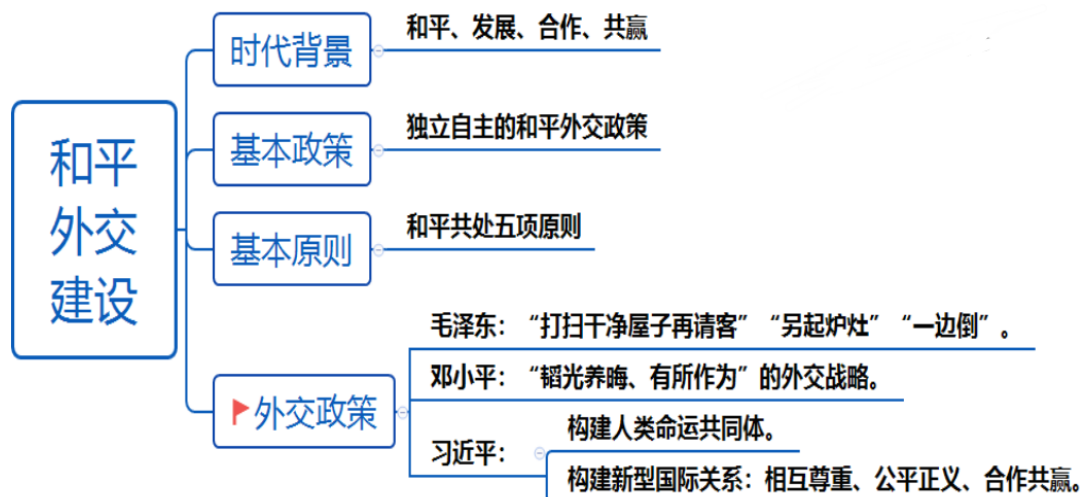 和平
外交
建设
时代背景
和平、发展、合作、共赢
基本政策
独立自主的和平外交政策
基本原则
和平共处五项原则
外交政策
毛泽东：“打扫干净屋子再请客”“另起炉灶”“一边倒”。
邓小平：“韬光养晦、有所作为”的外交战略。
习近平：
构建人类命运共同体。
构建新型国际关系：相互尊重、公平正义、合作共赢。